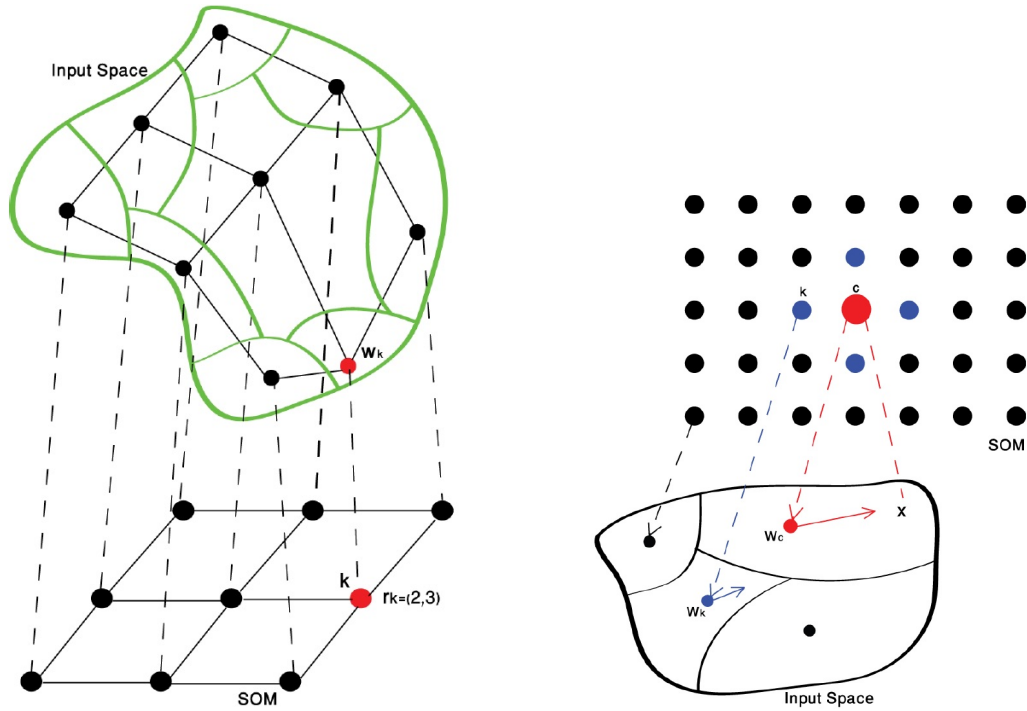 Input Space
wk
k
rk=(2,3)
SOM
k
c
SOM
x
wc
wk
Input Space